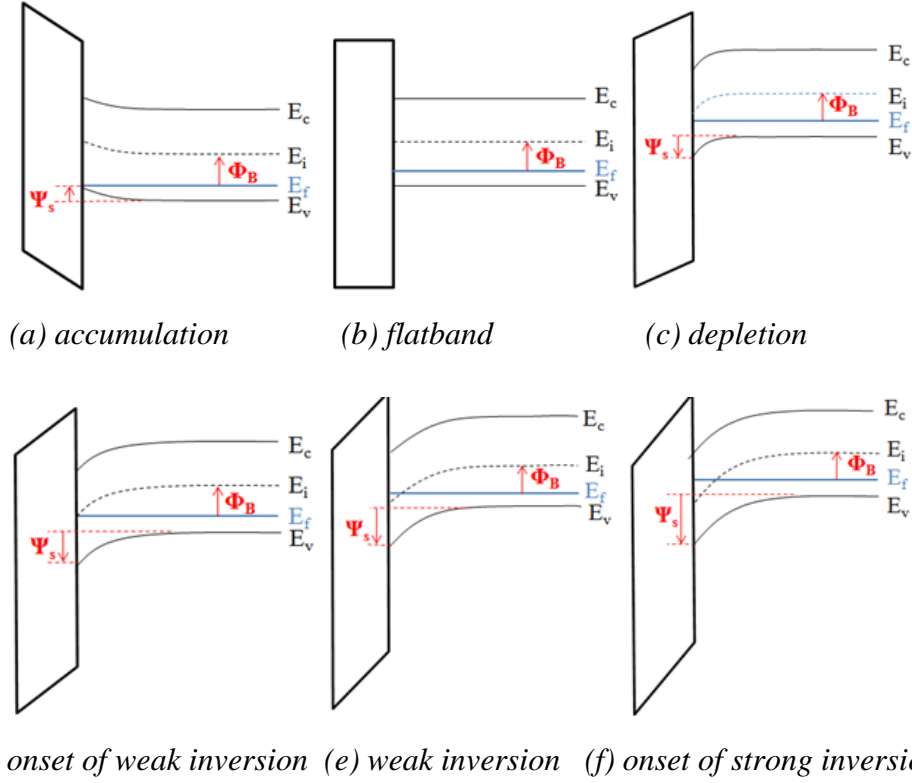 E_c
E_i
Φ_B
E_f
Ψ_s
E_v
E_c
E_i
Φ_B
E_f
E_v
E_c
E_i
Φ_B
E_f
Ψ_s
E_v
(a) accumulation
(b) flatband
(c) depletion
E_c
E_i
Φ_B
E_f
Ψ_s
E_v
E_c
E_i
Φ_B
E_f
Ψ_s
E_v
E_c
E_i
Φ_B
E_f
Ψ_s
E_v
onset of weak inversion
(e) weak inversion
(f) onset of strong